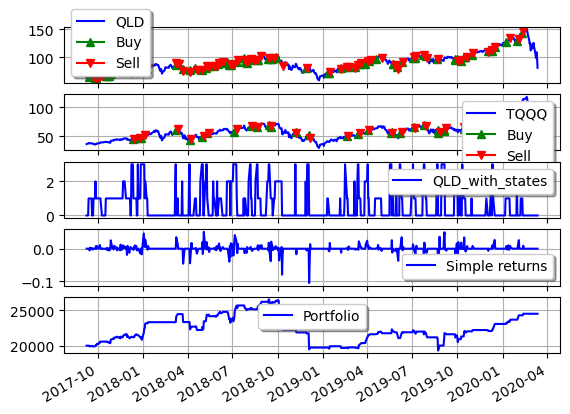 QLD
Buy
Sell
150
100
TQQQ
Buy
Sell
100
50
QLD_with_states
2
0
Simple returns
0.0
−0.1
Portfolio
25000
20000
2017-10
2018-01
2018-04
2018-07
2018-10
2019-01
2019-04
2019-07
2019-10
2020-01
2020-04